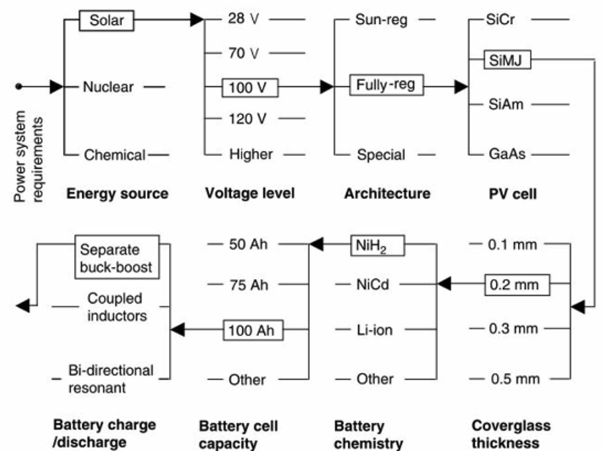 Power system
requirements
Solar
Nuclear
Chemical
Energy source
28 V
70 V
100 V
120 V
Higher
Voltage level
Sun-reg
Fully-reg
Special
Architecture
SiCr
SiMJ
SiAm
GaAs
PV cell
Separate
buck-boost
Coupled
inductors
Bi-directional
resonant
Battery charge
/discharge
50 Ah
75 Ah
100 Ah
Other
Battery cell
capacity
NiH₂
NiCd
Li-ion
Other
Battery
chemistry
0.1 mm
0.2 mm
0.3 mm
0.5 mm
Coverglass
thickness